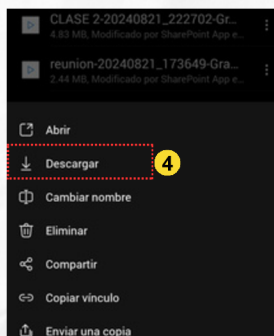 CLASE 2-20240821_222702-Gr...
4.83 MB, Modificado por SharePoint App e...
reunion-20240821_173649-Gra...
2.44 MB, Modificado por SharePoint App e...
Abrir
Descargar 4
Cambiar nombre
Eliminar
Compartir
Copiar vínculo
Enviar una copia